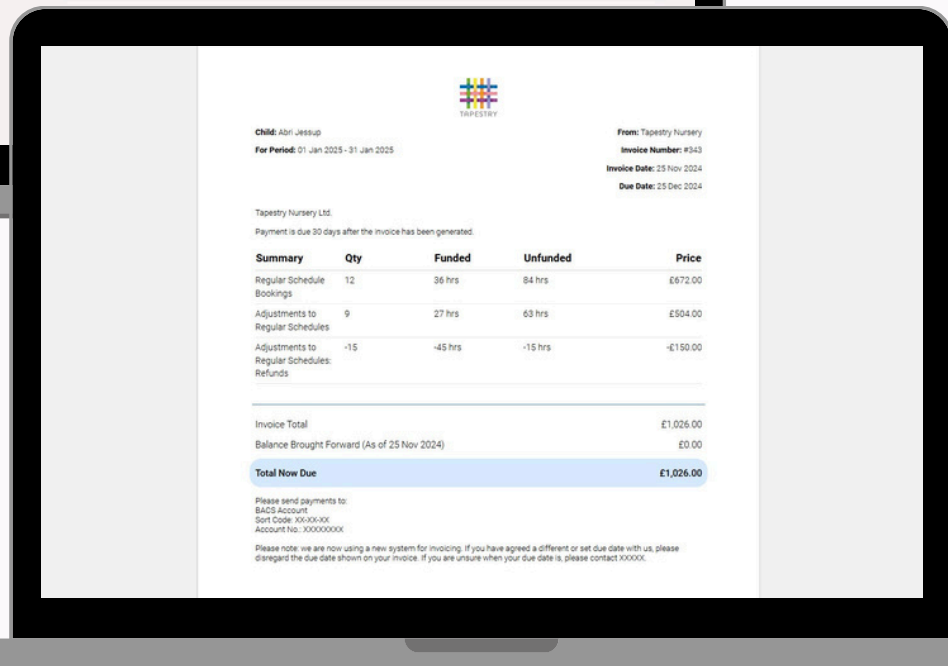 TAPESTRY
Child: Abri Jessup
From: Tapestry Nursery
For Period: 01 Jan 2025 - 31 Jan 2025
Invoice Number: #343
Invoice Date: 25 Nov 2024
Due Date: 25 Dec 2024
Tapestry Nursery Ltd.
Payment is due 30 days after the invoice has been generated.
Summary Qty Funded Unfunded Price
Regular Schedule 12 36 hrs 84 hrs £672.00
Bookings
Adjustments to 9 27 hrs 63 hrs £504.00
Regular Schedules
Adjustments to -15 -45 hrs -15 hrs -£150.00
Regular Schedules:
Refunds
Invoice Total £1,026.00
Balance Brought Forward (As of 25 Nov 2024) £0.00
Total Now Due £1,026.00
Please send payments to:
BACS Account
Sort Code: XX-XX-XX
Account No.: XXXXXXXX
Please note: we are now using a new system for invoicing. If you have agreed a different or set due date with us, please
disregard the due date shown on your invoice. If you are unsure when your due date is, please contact XXXXX.